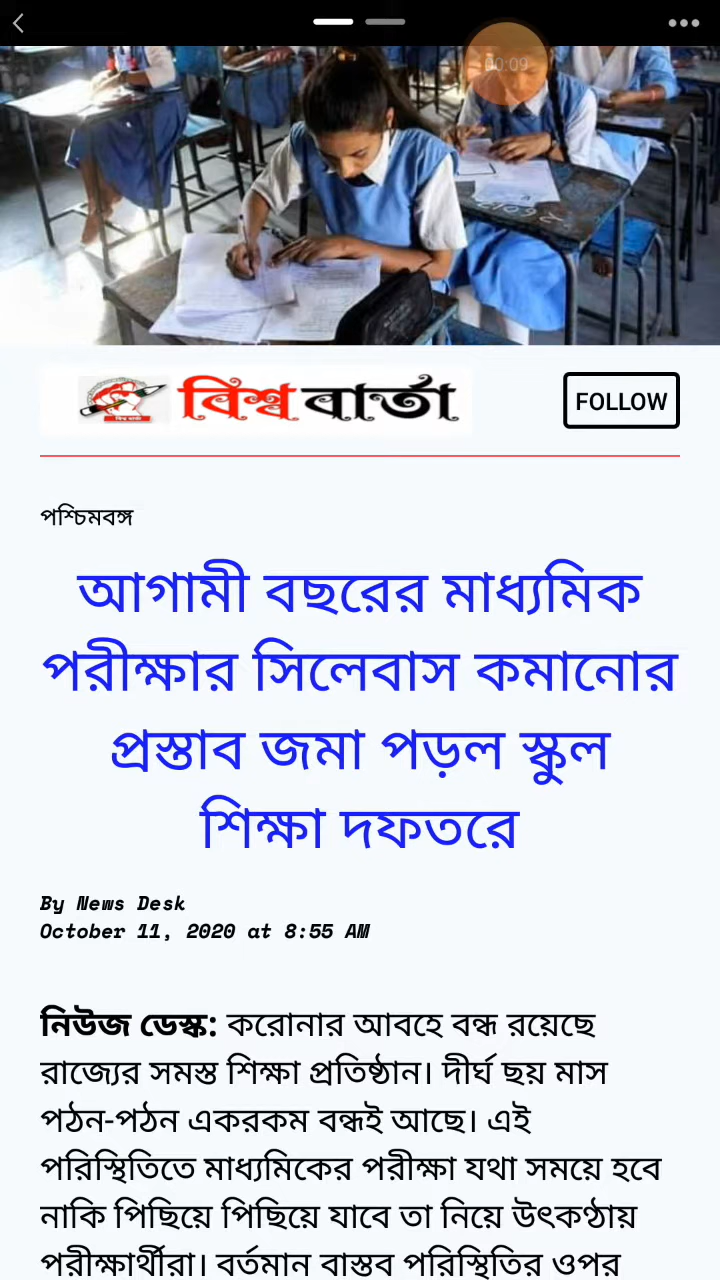 00:09
বিশ্ব বার্তা
FOLLOW
পশ্চিমবঙ্গ
আগামী বছরের মাধ্যমিক
পরীক্ষার সিলেবাস কমানোর
প্রস্তাব জমা পড়ল স্কুল
শিক্ষা দফতরে
By News Desk
October 11, 2020 at 8:55 AM
নিউজ ডেস্ক: করোনার আবহে বন্ধ রয়েছে
রাজ্যের সমস্ত শিক্ষা প্রতিষ্ঠান। দীর্ঘ ছয় মাস
পঠন-পঠন একরকম বন্ধই আছে। এই
পরিস্থিতিতে মাধ্যমিকের পরীক্ষা যথা সময়ে হবে
নাকি পিছিয়ে পিছিয়ে যাবে তা নিয়ে উৎকণ্ঠায়
পরীক্ষার্থীরা। বর্তমান বাস্তব পরিস্থিতির ওপর